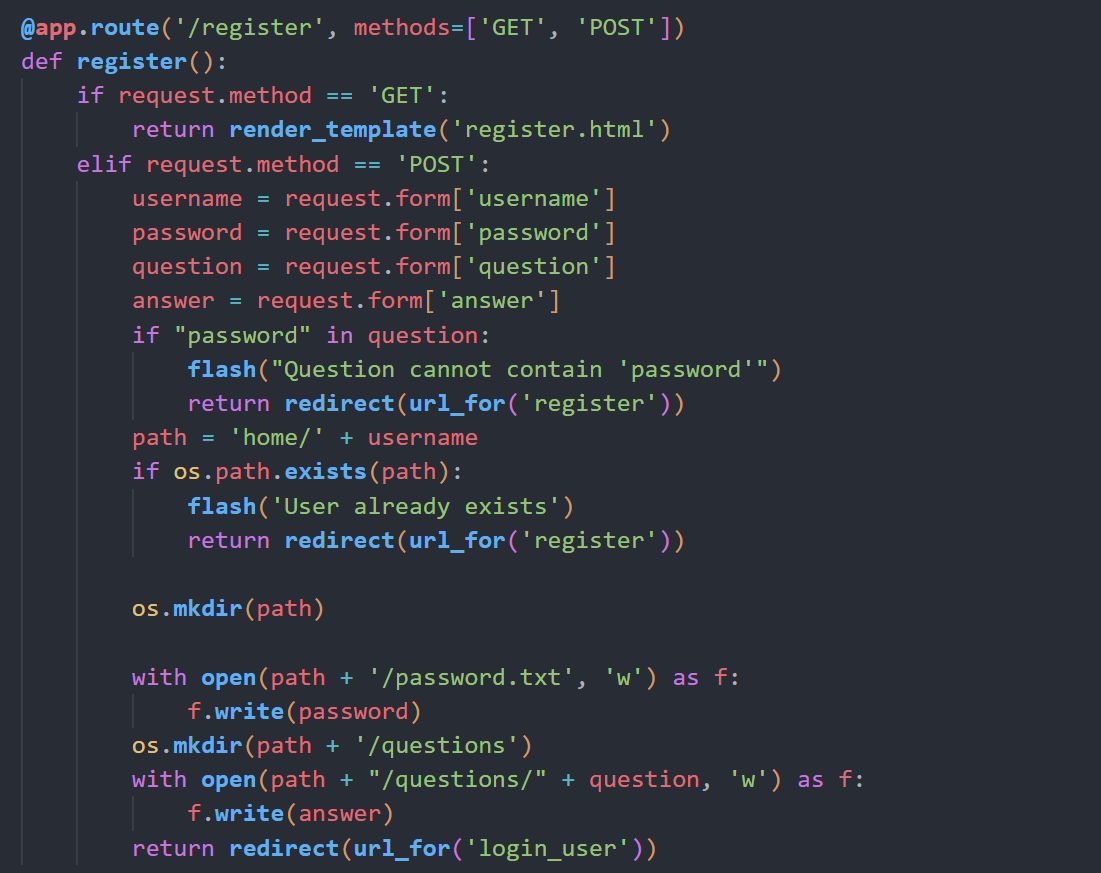 @app.route('/register', methods=['GET', 'POST'])
def register():
    if request.method == 'GET':
        return render_template('register.html')
    elif request.method == 'POST':
        username = request.form['username']
        password = request.form['password']
        question = request.form['question']
        answer = request.form['answer']
        if "password" in question:
            flash("Question cannot contain 'password'")
            return redirect(url_for('register'))
        path = 'home/' + username
        if os.path.exists(path):
            flash('User already exists')
            return redirect(url_for('register'))

        os.mkdir(path)

        with open(path + '/password.txt', 'w') as f:
            f.write(password)
        os.mkdir(path + '/questions')
        with open(path + "/questions/" + question, 'w') as f:
            f.write(answer)
        return redirect(url_for('login_user'))